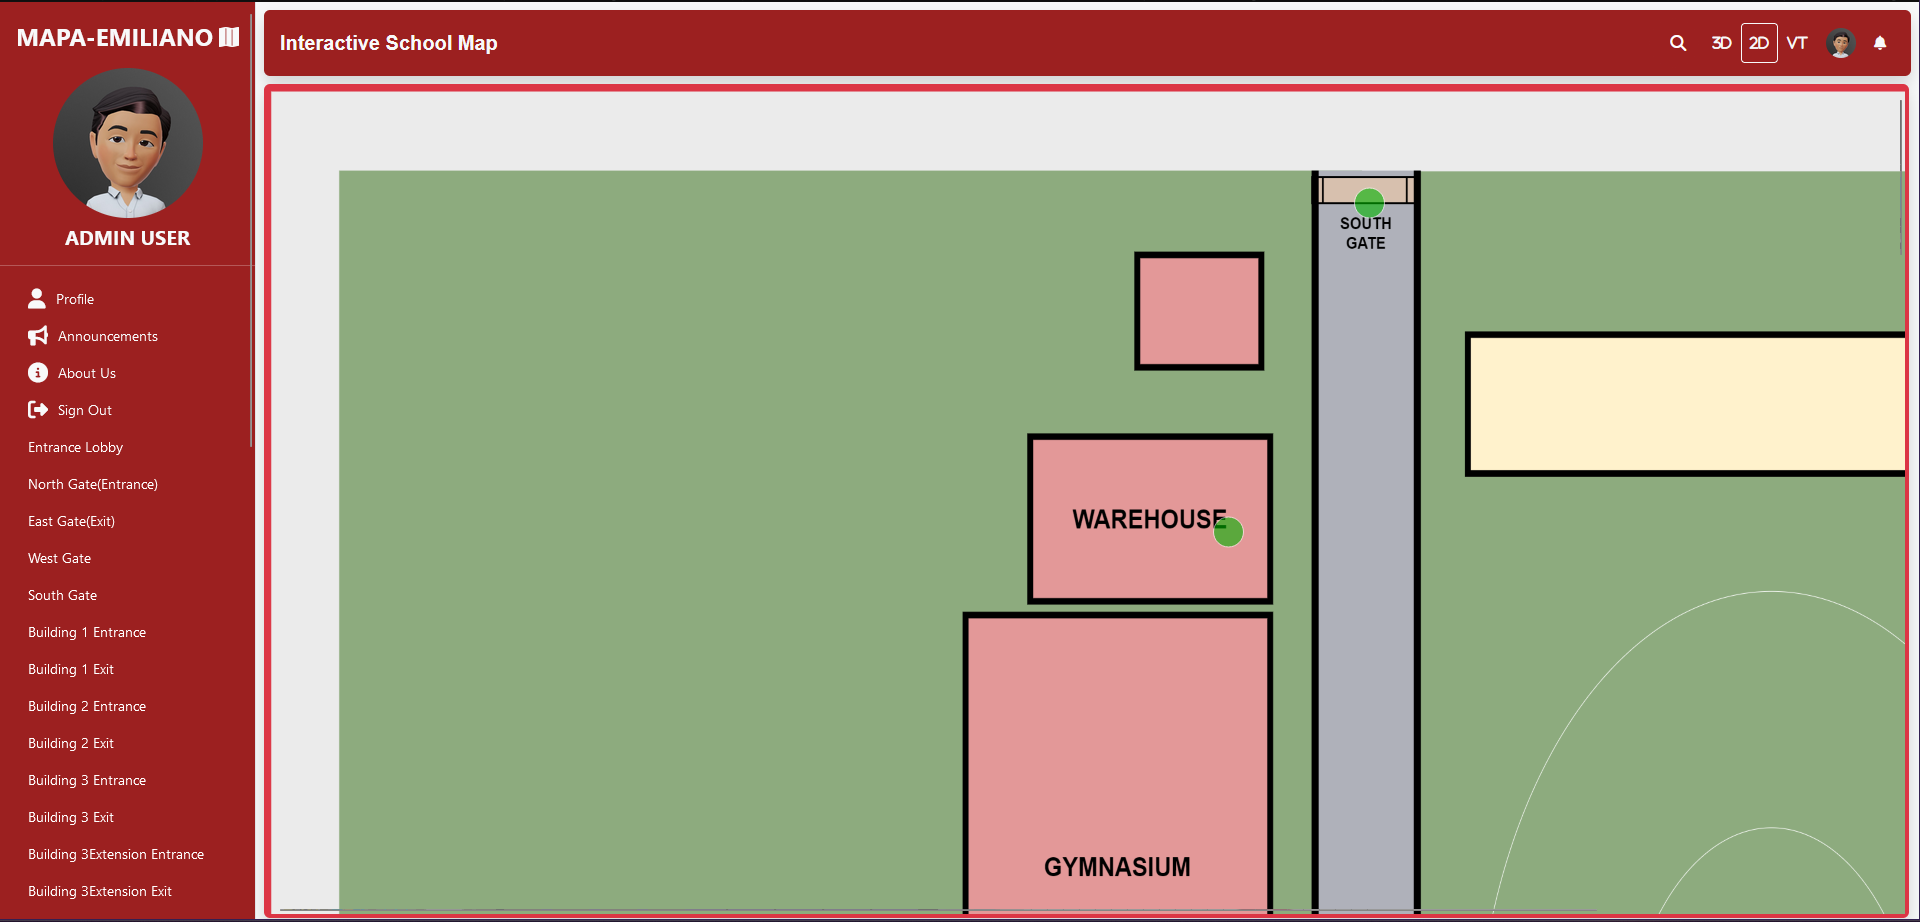 MAPA-EMILIANO
ADMIN USER
Profile
Announcements
About Us
Sign Out
Entrance Lobby
North Gate(Entrance)
East Gate(Exit)
West Gate
South Gate
Building 1 Entrance
Building 1 Exit
Building 2 Entrance
Building 2 Exit
Building 3 Entrance
Building 3 Exit
Building 3Extension Entrance
Building 3Extension Exit
Interactive School Map
3D 2D VT
SOUTH
GATE
WAREHOUSE
GYMNASIUM